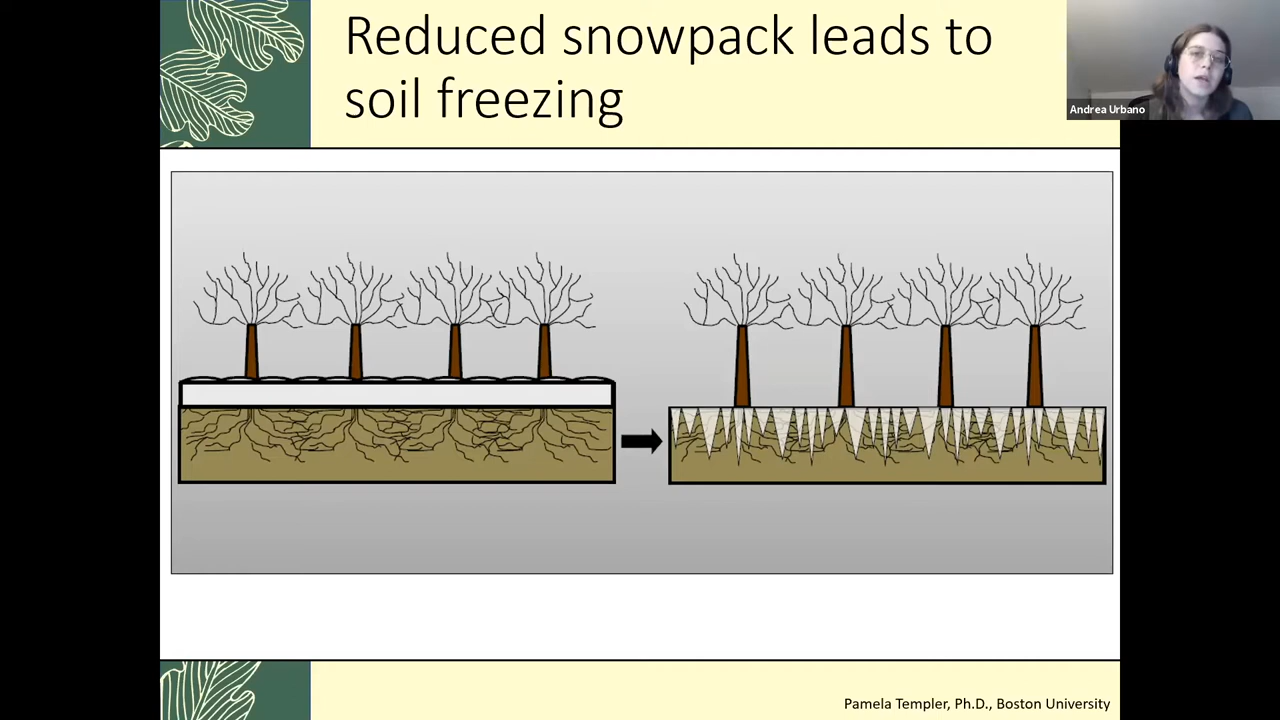 Reduced snowpack leads to
soil freezing
Andrea Urbano
Pamela Templer, Ph.D., Boston University